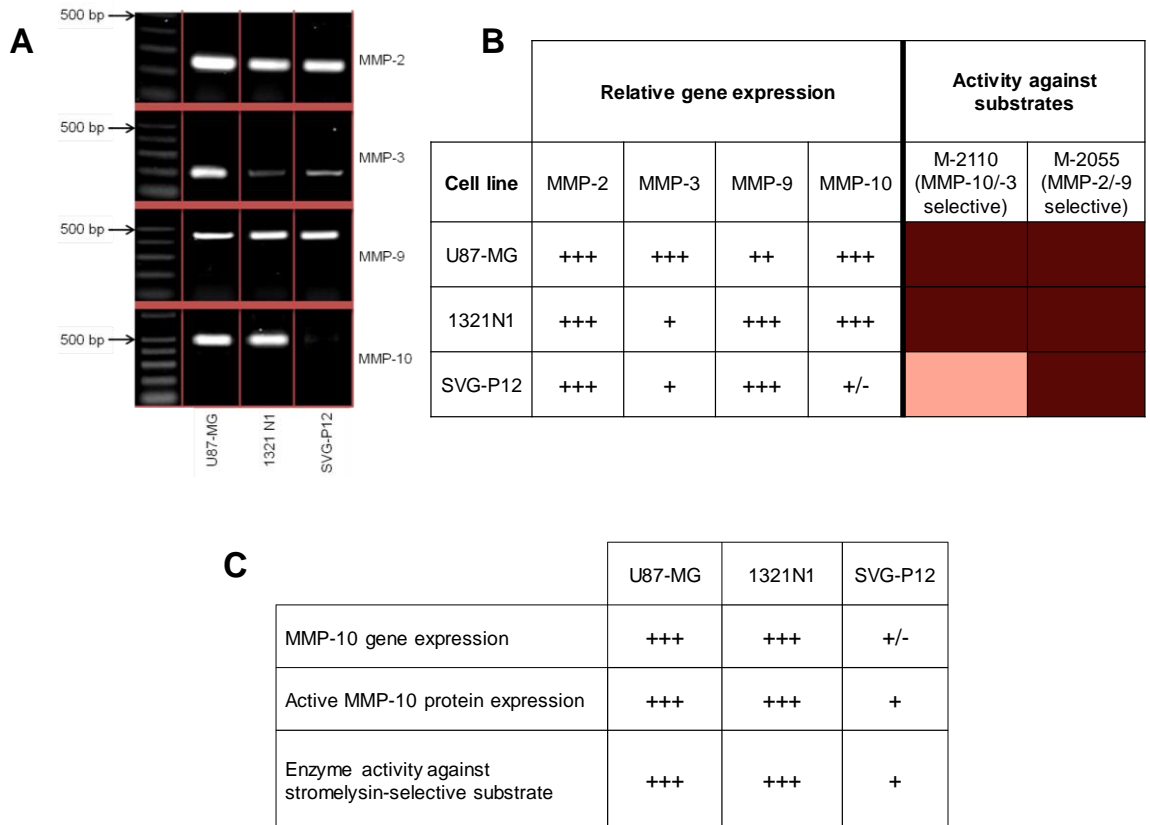 A
500 bp
MMP-2
500 bp
MMP-3
500 bp
MMP-9
500 bp
MMP-10
U87-MG
1321 N1
SVG-P12
B
Relative gene expression
Activity against
substrates
Cell line
MMP-2
MMP-3
MMP-9
MMP-10
M-2110
(MMP-10/-3
selective)
M-2055
(MMP-2/-9
selective)
U87-MG
+++
+++
++
+++
1321N1
+++
+
+++
+++
SVG-P12
+++
+
+++
+/-
C
U87-MG
1321N1
SVG-P12
MMP-10 gene expression
+++
+++
+/-
Active MMP-10 protein expression
+++
+++
+
Enzyme activity against
stromelysin-selective substrate
+++
+++
+